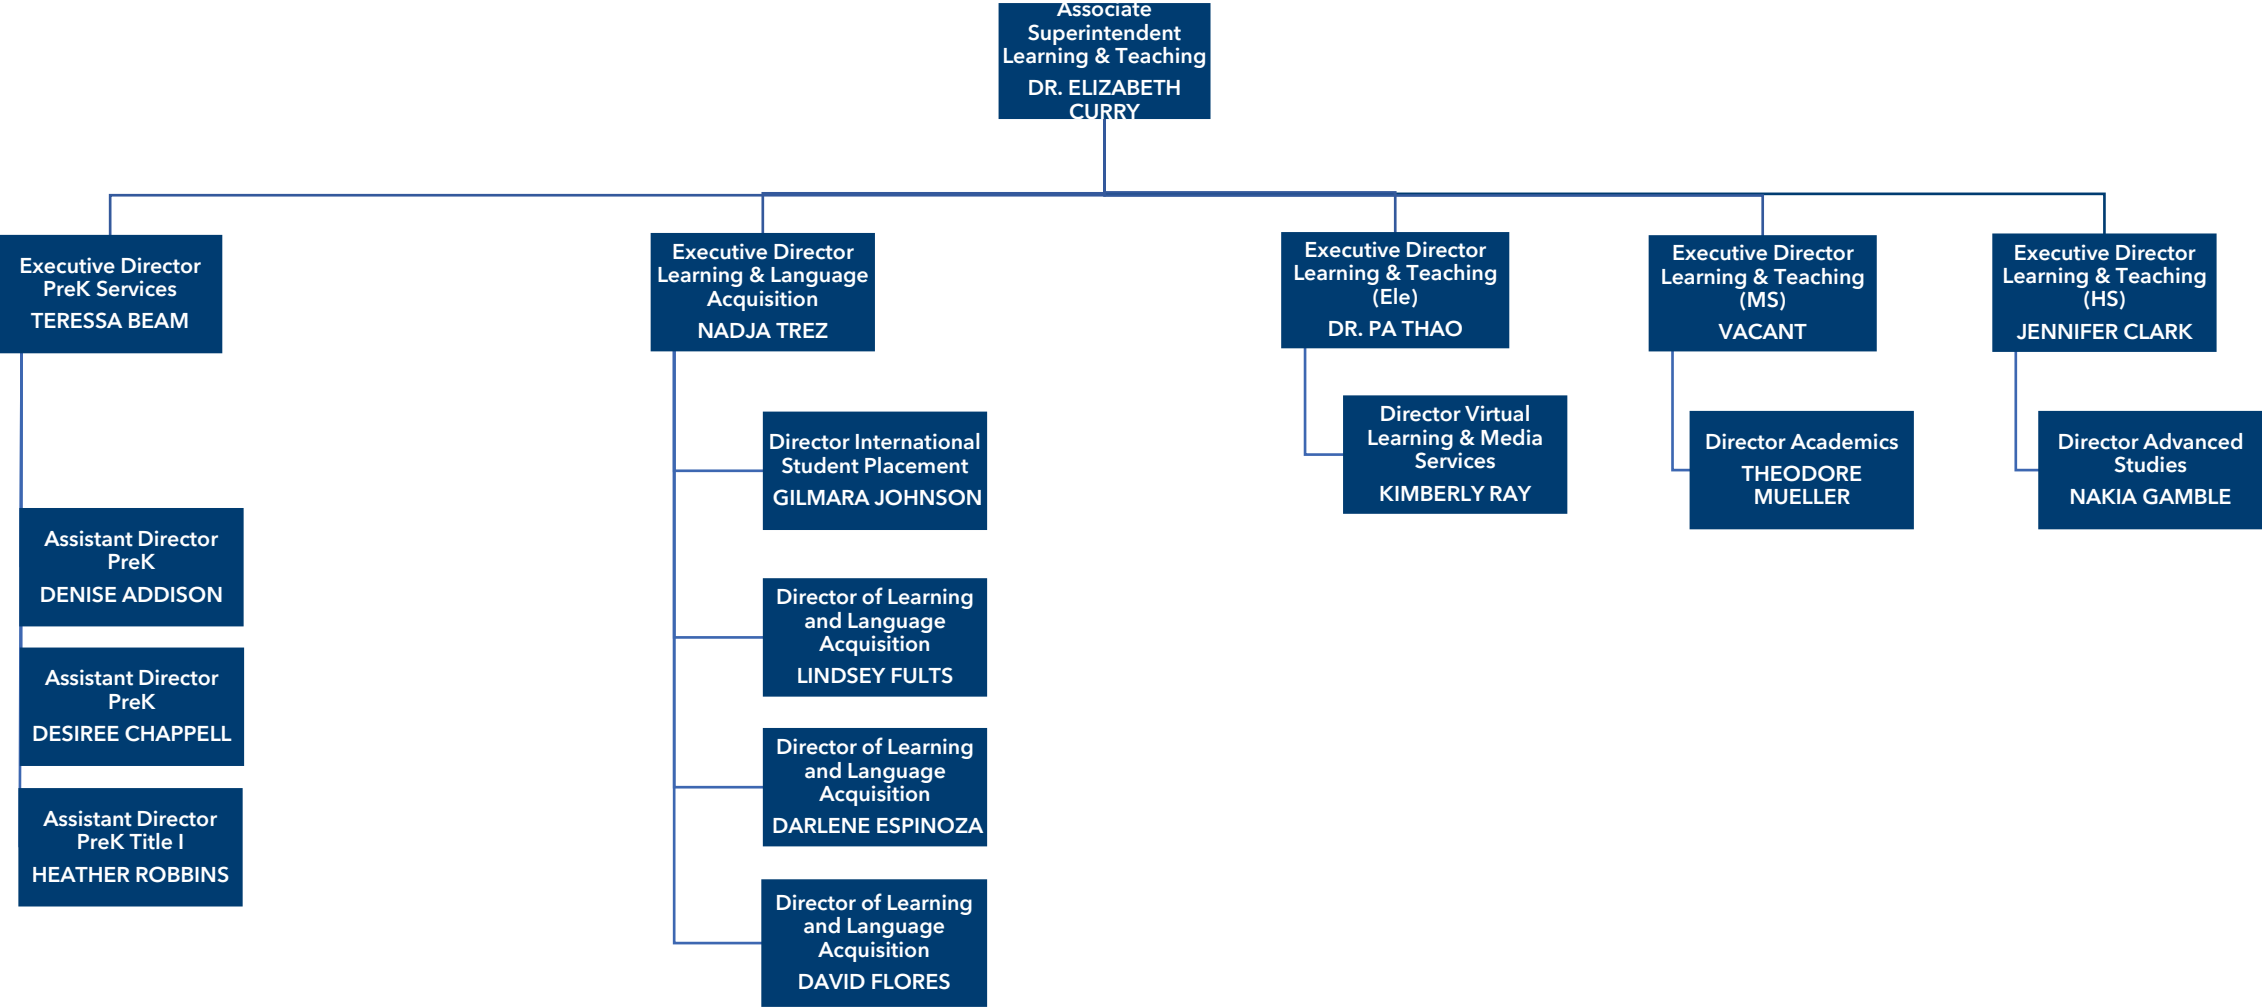 Associate
Superintendent
Learning & Teaching
DR. ELIZABETH
CURRY
Executive Director
PreK Services
TERESSA BEAM
Executive Director
Learning & Language
Acquisition
NADJA TREZ
Executive Director
Learning & Teaching
(Ele)
DR. PA THAO
Executive Director
Learning & Teaching
(MS)
VACANT
Executive Director
Learning & Teaching
(HS)
JENNIFER CLARK
Assistant Director
PreK
DENISE ADDISON
Assistant Director
PreK
DESIREE CHAPPELL
Assistant Director
PreK Title I
HEATHER ROBBINS
Director International
Student Placement
GILMARA JOHNSON
Director of Learning
and Language
Acquisition
LINDSEY FULTS
Director of Learning
and Language
Acquisition
DARLENE ESPINOZA
Director of Learning
and Language
Acquisition
DAVID FLORES
Director Virtual
Learning & Media
Services
KIMBERLY RAY
Director Academics
THEODORE
MUELLER
Director Advanced
Studies
NAKIA GAMBLE